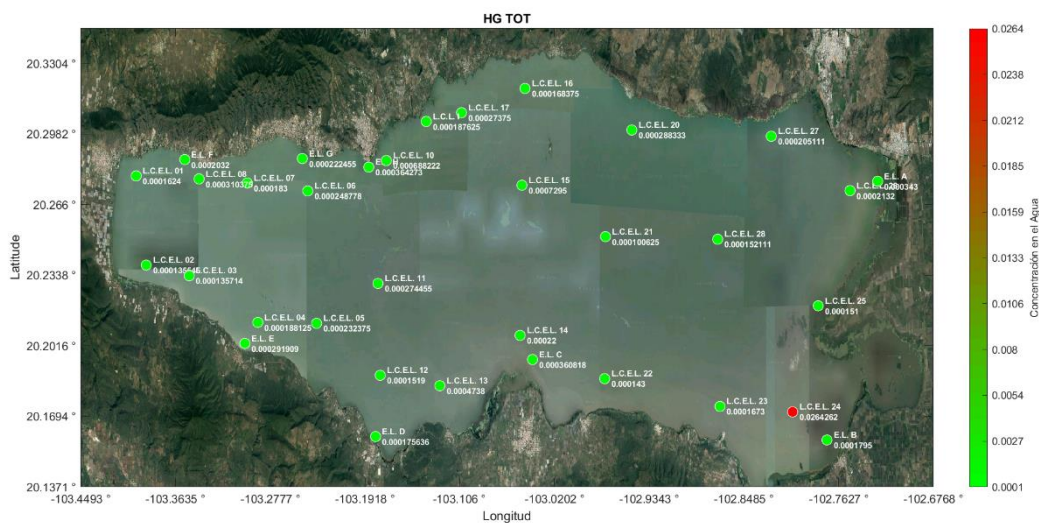 HG TOT
0.0264
0.0238
0.0212
0.0185
0.0159
0.0133
0.0106
0.008
0.0054
0.0027
0.0001
Concentración en el Agua
20.3304 °
20.2982 °
20.266 °
20.2338 °
20.2016 °
20.1694 °
20.1371 °
Latitude
L.C.E.L. 16
0.000168375
L.C.E.L. 17
0.00027375
0.000187625
L.C.E.L. 20
0.000288333
L.C.E.L. 27
0.000205111
E.L. F
0.0002032
E.L. G
0.000222455
L.C.E.L. 10
0.000688222
0.000364273
L.C.E.L. 01
0.0001624
L.C.E.L. 08
0.000310375
L.C.E.L. 07
0.000183
L.C.E.L. 06
0.000248778
L.C.E.L. 15
0.0007295
E.L. A
0.000343
0.0002132
L.C.E.L. 21
0.000100625
L.C.E.L. 28
0.000152111
L.C.E.L. 02
L.C.E.L. 03
0.000135714
L.C.E.L. 11
0.000274455
L.C.E.L. 25
0.000151
L.C.E.L. 04
0.000188125
L.C.E.L. 05
0.000232375
E.L. E
0.000291909
L.C.E.L. 14
0.00022
E.L. C
0.000360818
L.C.E.L. 12
0.0001519
L.C.E.L. 13
0.0004738
L.C.E.L. 22
0.000143
L.C.E.L. 23
0.0001673
L.C.E.L. 24
0.0264262
E.L. D
0.000175636
E.L. B
0.0001795
-103.4493 °
-103.3635 °
-103.2777 °
-103.1918 °
-103.106 °
-103.0202 °
-102.9343 °
-102.8485 °
-102.7627 °
-102.6768 °
Longitud